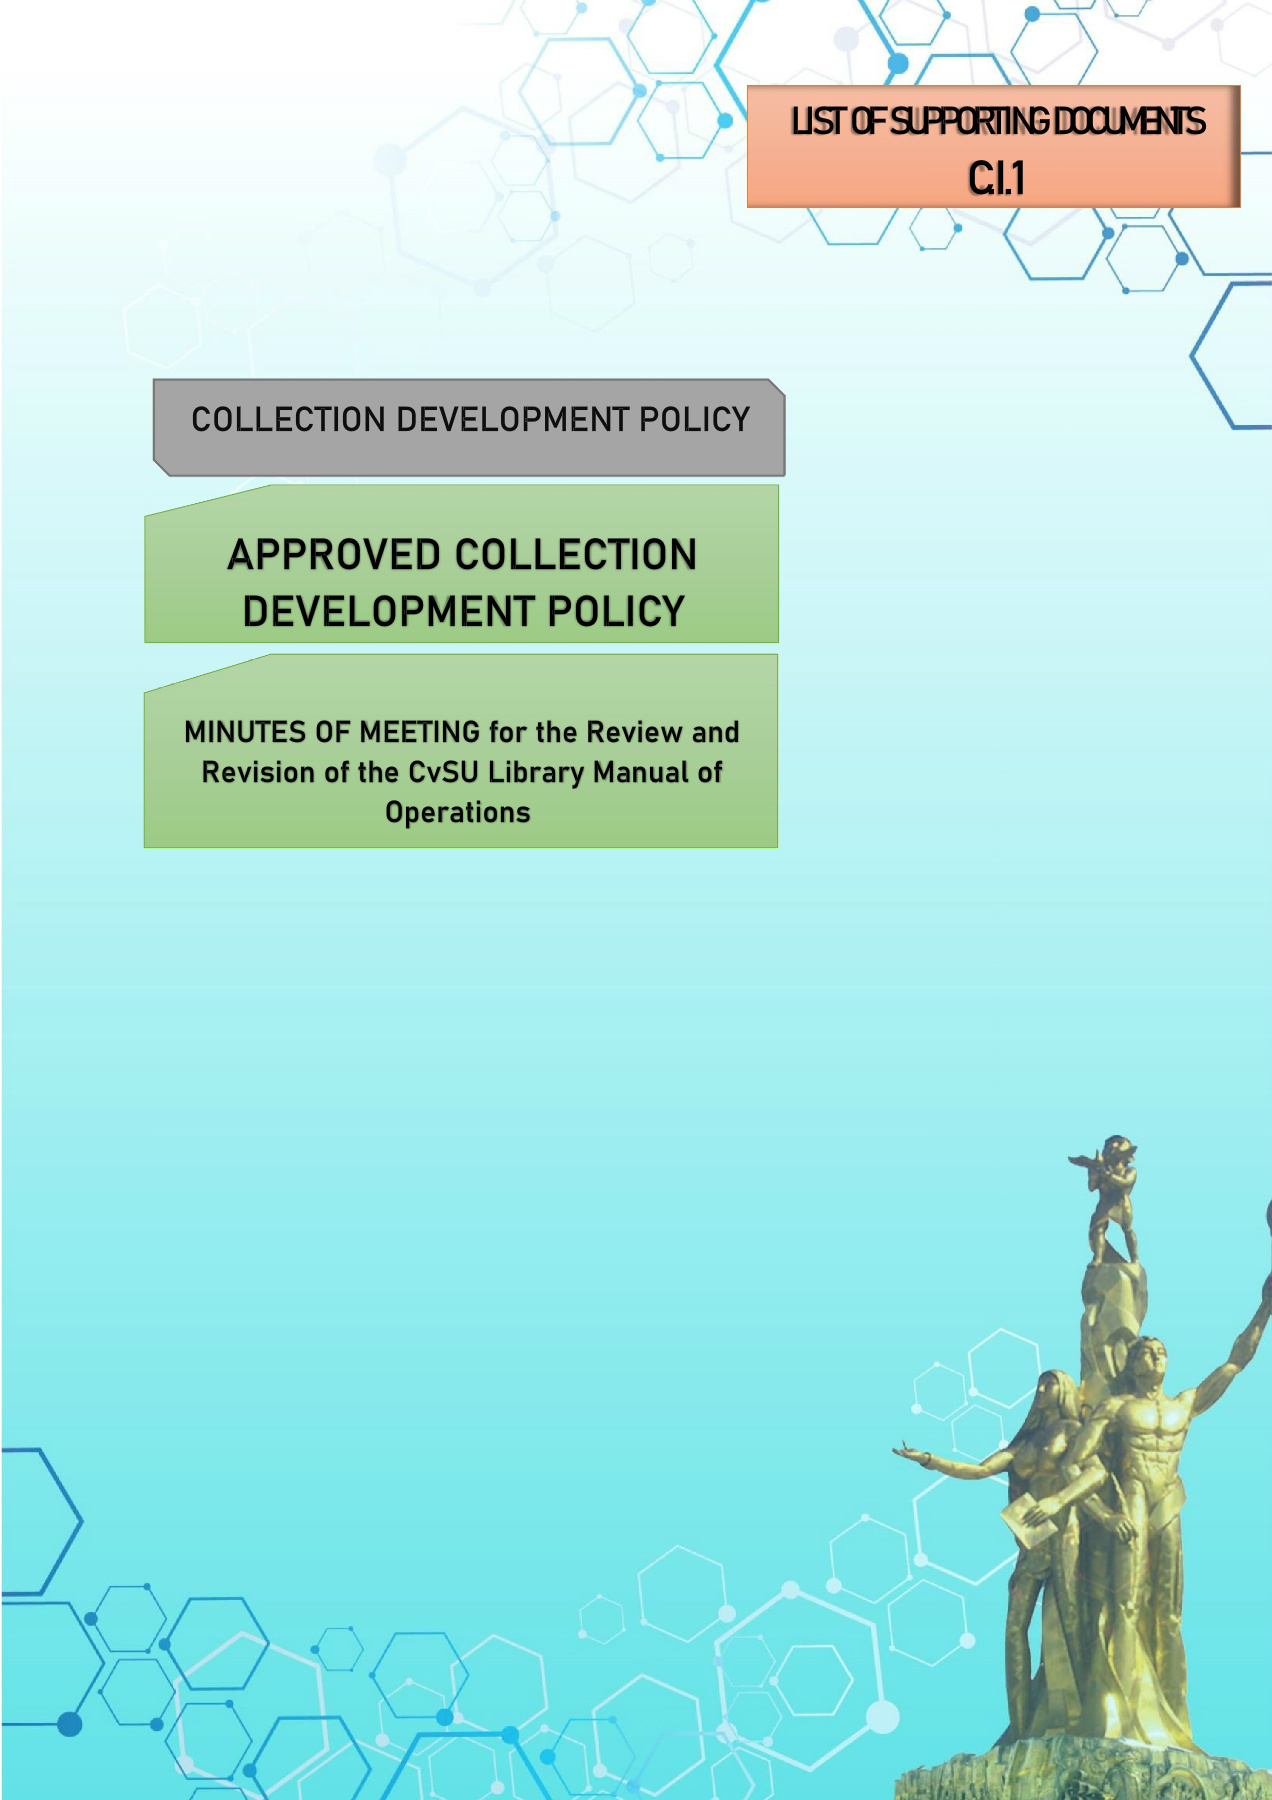 LIST OF SUPPORTING DOCUMENTS
C.I.1
COLLECTION DEVELOPMENT POLICY
APPROVED COLLECTION
DEVELOPMENT POLICY
MINUTES OF MEETING for the Review and
Revision of the CvSU Library Manual of
Operations